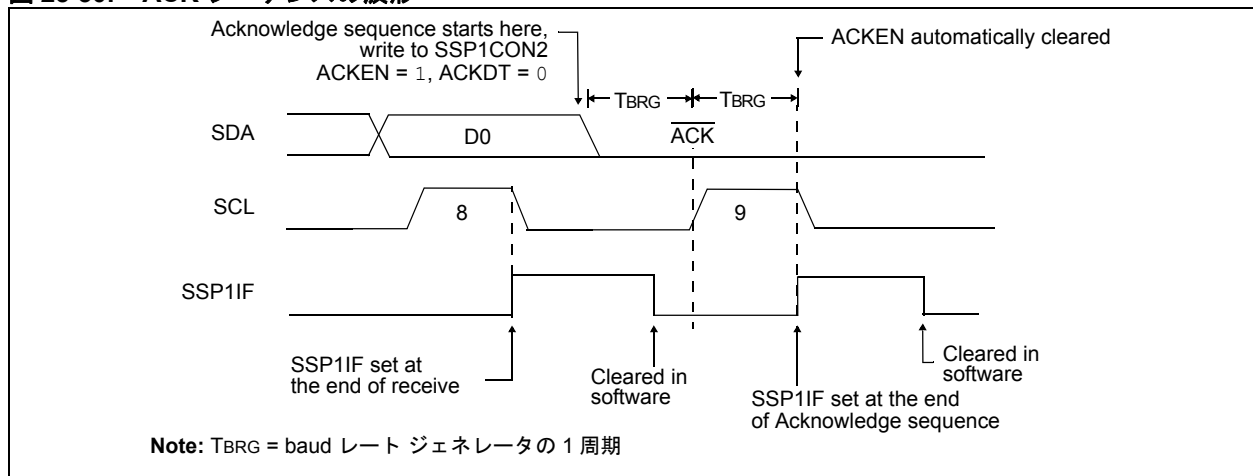 Acknowledge sequence starts here,
write to SSP1CON2
ACKEN = 1, ACKDT = 0
ACKEN automatically cleared
TBRG
TBRG
SDA
D0
ACK
SCL
8
9
SSP1IF
SSP1IF set at
the end of receive
Cleared in
software
SSP1IF set at the end
of Acknowledge sequence
Cleared in
software
Note: TBRG = baud レート ジェネレータの 1 周期